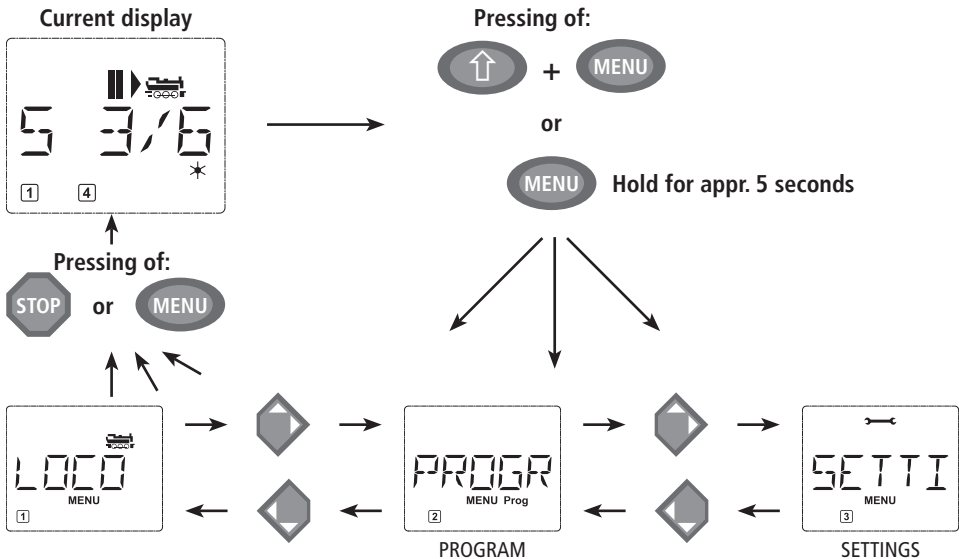 Current display
Pressing of:
+ MENU
or
MENU Hold for appr. 5 seconds
S 3/6
1 4
Pressing of:
STOP or MENU
LOCO
MENU
1
PROGR
MENU Prog
2
PROGRAM
SETTI
MENU
3
SETTINGS